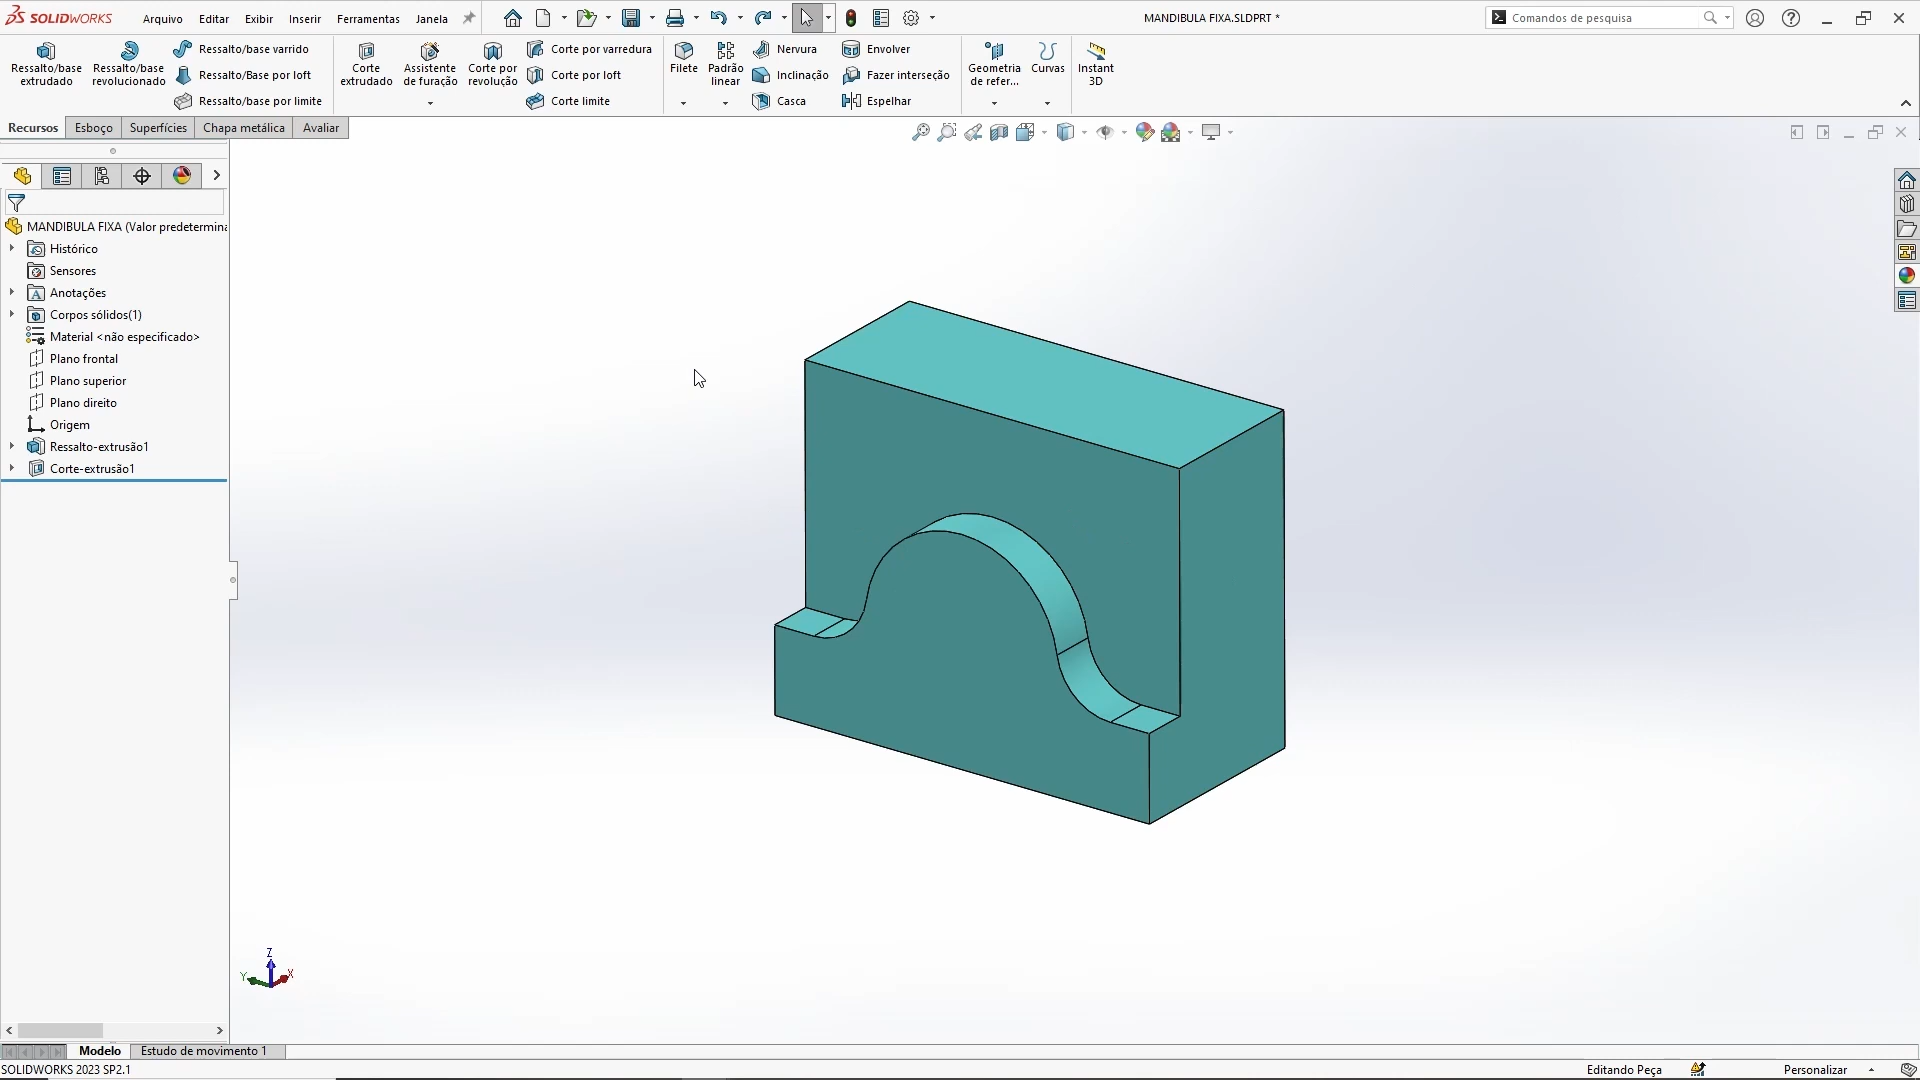 SOLIDWORKS
Arquivo Editar Exibir Inserir Ferramentas Janela
MANDIBULA FIXA.SLDPRT *
Comandos de pesquisa
Ressalto/base extrudado
Ressalto/base revolucionado
Ressalto/base varrido
Ressalto/Base por loft
Ressalto/base por limite
Corte extrudado
Assistente de furação
Corte por revolução
Corte por varredura
Corte por loft
Corte limite
Filete
Padrão linear
Nervura
Inclinação
Casca
Envolver
Fazer interseção
Espelhar
Geometria de refer...
Curvas
Instant 3D
Recursos Esboço Superfícies Chapa metálica Avaliar
MANDIBULA FIXA (Valor predetermina
Histórico
Sensores
Anotações
Corpos sólidos(1)
Material <não especificado>
Plano frontal
Plano superior
Plano direito
Origem
Ressalto-extrusão1
Corte-extrusão1
Z
Y
X
Modelo Estudo de movimento 1
SOLIDWORKS 2023 SP2.1
Editando Peça
Personalizar